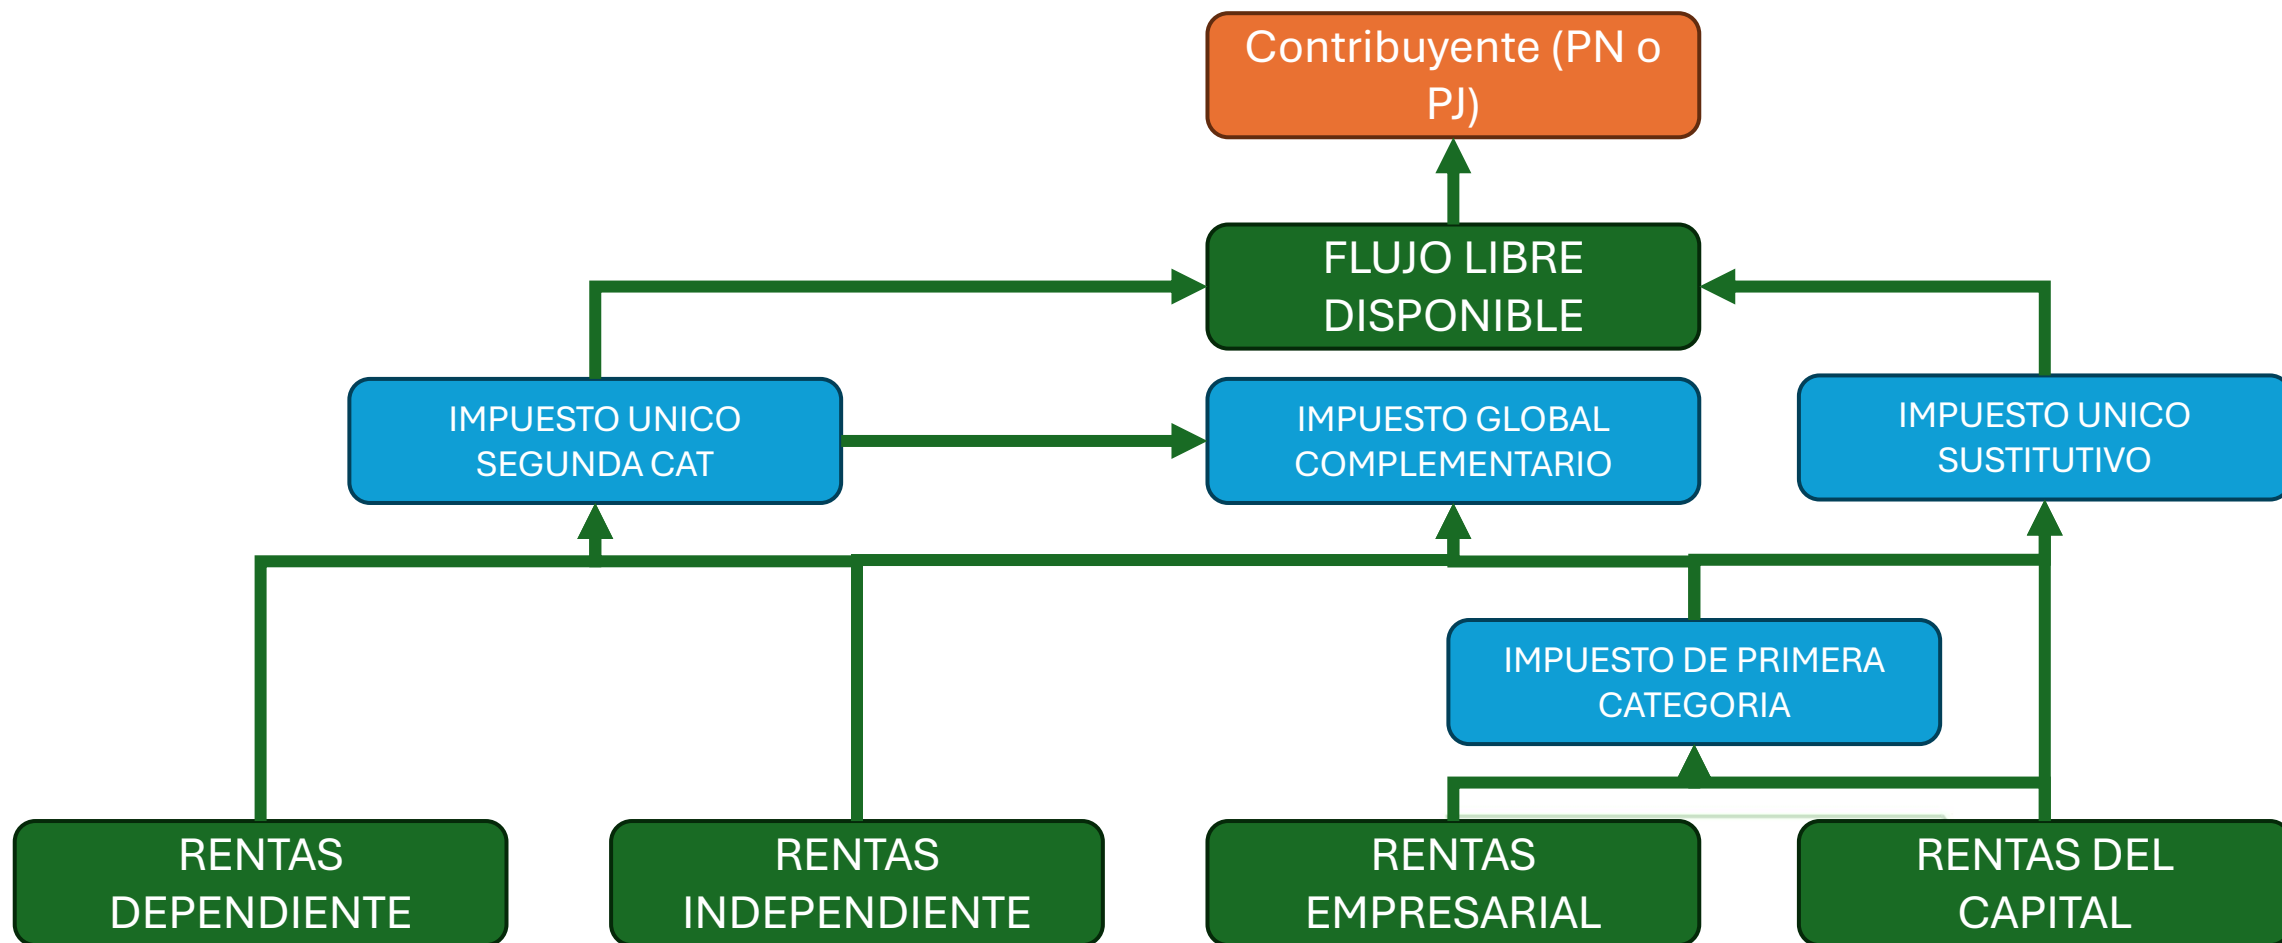 Contribuyente (PN o
PJ)
FLUJO LIBRE
DISPONIBLE
IMPUESTO UNICO
SEGUNDA CAT
IMPUESTO GLOBAL
COMPLEMENTARIO
IMPUESTO UNICO
SUSTITUTIVO
IMPUESTO DE PRIMERA
CATEGORIA
RENTAS
DEPENDIENTE
RENTAS
INDEPENDIENTE
RENTAS
EMPRESARIAL
RENTAS DEL
CAPITAL